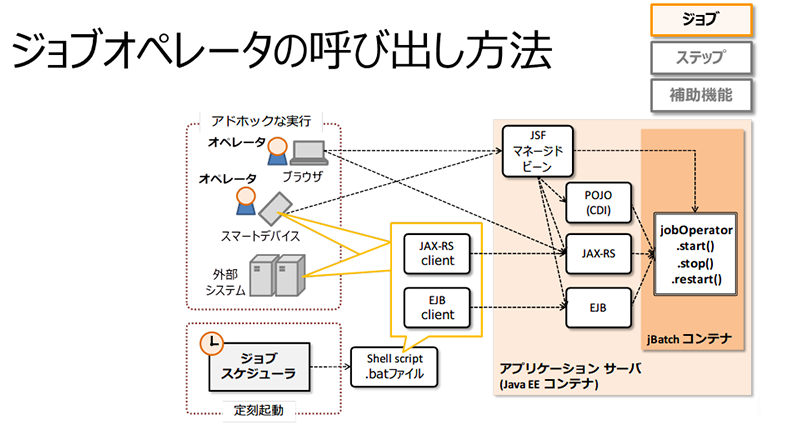 ジョブオペレータの呼び出し方法
ジョブ
ステップ
補助機能
アドホックな実行
オペレータ
ブラウザ
オペレータ
スマートデバイス
外部
システム
JAX-RS
client
EJB
client
ジョブ
スケジューラ
定刻起動
Shell script
.batファイル
JSF
マネージド
ビーン
POJO
(CDI)
JAX-RS
EJB
jobOperator
.start()
.stop()
.restart()
jBatch コンテナ
アプリケーション サーバ
(Java EE コンテナ)